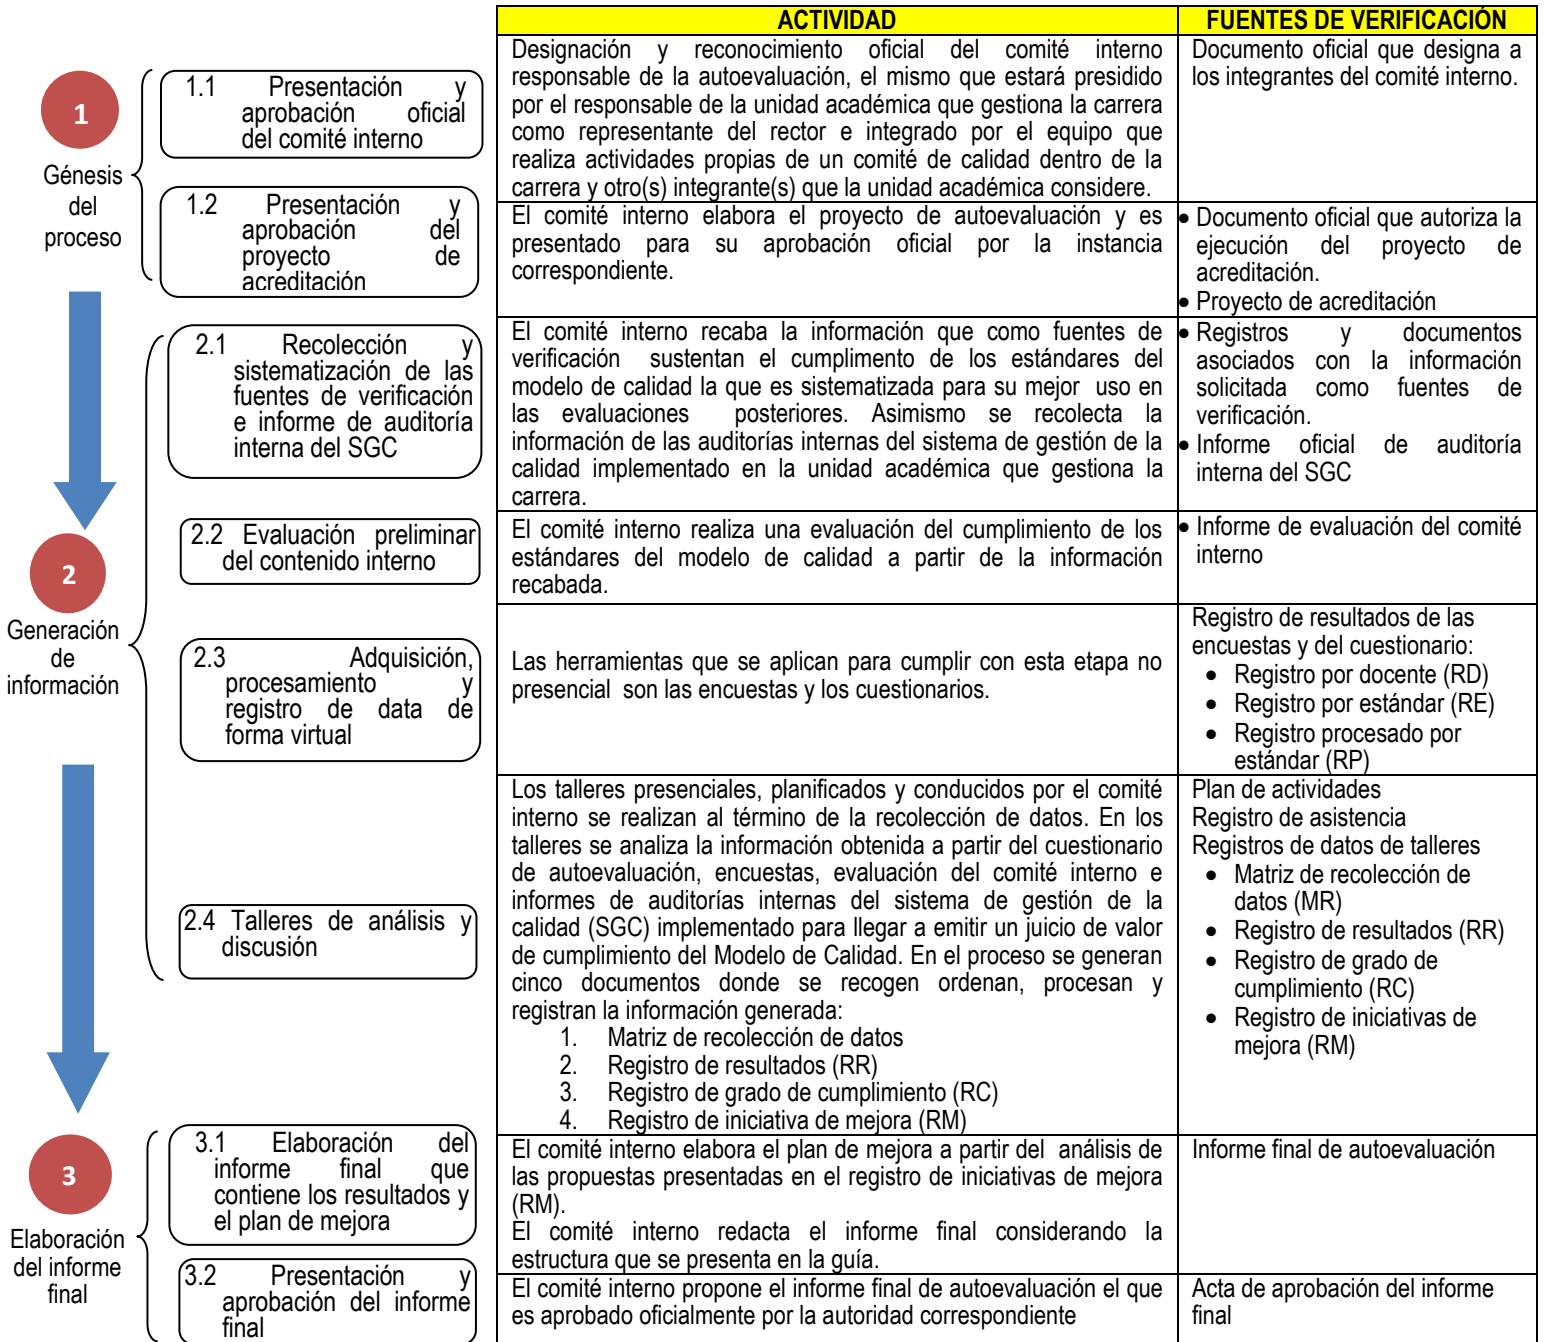 ACTIVIDAD
FUENTES DE VERIFICACIÓN
1
Génesis
del
proceso
1.1 Presentación y
aprobación oficial
del comité interno
Designación y reconocimiento oficial del comité interno
responsable de la autoevaluación, el mismo que estará presidido
por el responsable de la unidad académica que gestiona la carrera
como representante del rector e integrado por el equipo que
realiza actividades propias de un comité de calidad dentro de la
carrera y otro(s) integrante(s) que la unidad académica considere.
Documento oficial que designa a
los integrantes del comité interno.
1.2 Presentación y
aprobación del
proyecto de
acreditación
El comité interno elabora el proyecto de autoevaluación y es
presentado para su aprobación oficial por la instancia
correspondiente.
• Documento oficial que autoriza la
ejecución del proyecto de
acreditación.
• Proyecto de acreditación
2
Generación
de
información
2.1 Recolección y
sistematización de las
fuentes de verificación
e informe de auditoría
interna del SGC
El comité interno recaba la información que como fuentes de
verificación sustentan el cumplimento de los estándares del
modelo de calidad la que es sistematizada para su mejor uso en
las evaluaciones posteriores. Asimismo se recolecta la
información de las auditorías internas del sistema de gestión de la
calidad implementado en la unidad académica que gestiona la
carrera.
• Registros y documentos
asociados con la información
solicitada como fuentes de
verificación.
• Informe oficial de auditoría
interna del SGC
2.2 Evaluación preliminar
del contenido interno
El comité interno realiza una evaluación del cumplimiento de los
estándares del modelo de calidad a partir de la información
recabada.
• Informe de evaluación del comité
interno
2.3 Adquisición,
procesamiento y
registro de data de
forma virtual
Las herramientas que se aplican para cumplir con esta etapa no
presencial son las encuestas y los cuestionarios.
Registro de resultados de las
encuestas y del cuestionario:
• Registro por docente (RD)
• Registro por estándar (RE)
• Registro procesado por
estándar (RP)
2.4 Talleres de análisis y
discusión
Los talleres presenciales, planificados y conducidos por el comité
interno se realizan al término de la recolección de datos. En los
talleres se analiza la información obtenida a partir del cuestionario
de autoevaluación, encuestas, evaluación del comité interno e
informes de auditorías internas del sistema de gestión de la
calidad (SGC) implementado para llegar a emitir un juicio de valor
de cumplimiento del Modelo de Calidad. En el proceso se generan
cinco documentos donde se recogen ordenan, procesan y
registran la información generada:
1. Matriz de recolección de datos
2. Registro de resultados (RR)
3. Registro de grado de cumplimiento (RC)
4. Registro de iniciativa de mejora (RM)
Plan de actividades
Registro de asistencia
Registros de datos de talleres
• Matriz de recolección de
datos (MR)
• Registro de resultados (RR)
• Registro de grado de
cumplimiento (RC)
• Registro de iniciativas de
mejora (RM)
3
Elaboración
del informe
final
3.1 Elaboración del
informe final que
contiene los resultados y
el plan de mejora
El comité interno elabora el plan de mejora a partir del análisis de
las propuestas presentadas en el registro de iniciativas de mejora
(RM).
El comité interno redacta el informe final considerando la
estructura que se presenta en la guía.
Informe final de autoevaluación
3.2 Presentación y
aprobación del informe
final
El comité interno propone el informe final de autoevaluación el que
es aprobado oficialmente por la autoridad correspondiente
Acta de aprobación del informe
final